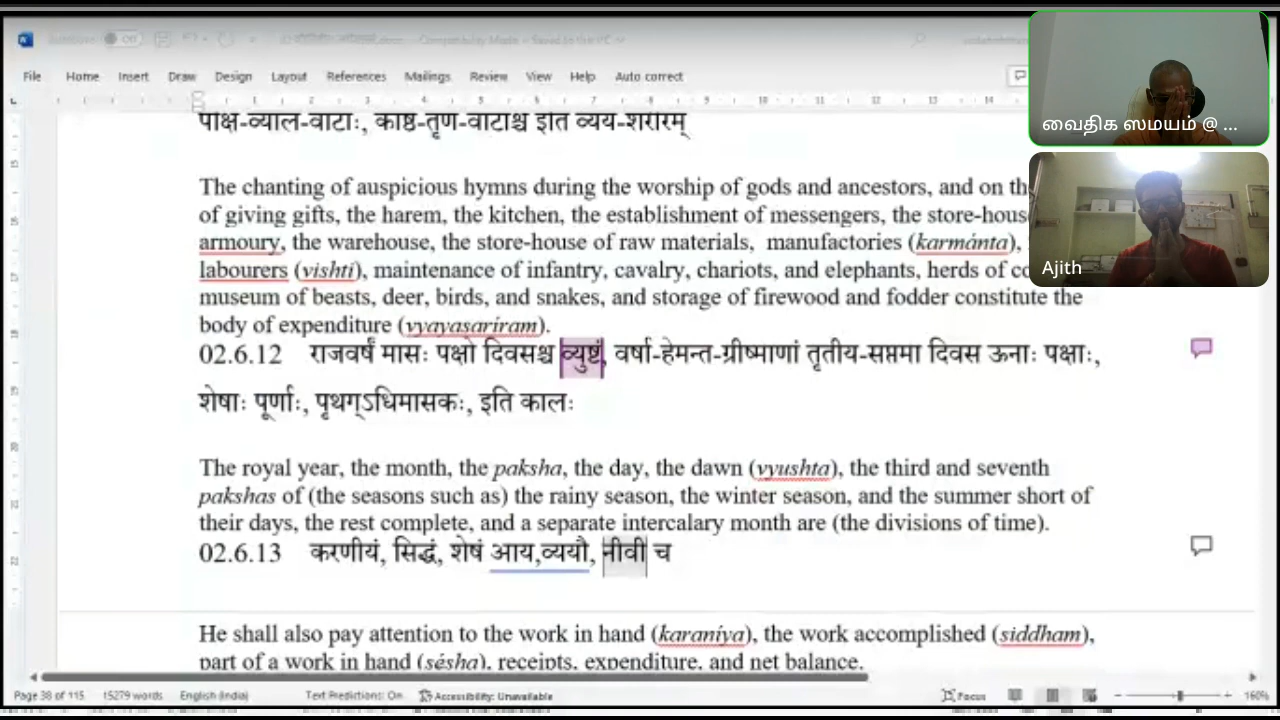 File Home Insert Draw Design Layout References Mailings Review View Help Auto correct
पक्षि-व्याल-वाटाः, काष्ठ-तृण-वाटाश्च इति व्यय-शरीरम्
The chanting of auspicious hymns during the worship of gods and ancestors, and on th
of giving gifts, the harem, the kitchen, the establishment of messengers, the store-hous
armoury, the warehouse, the store-house of raw materials, manufactories (karmánta),
labourers (vishti), maintenance of infantry, cavalry, chariots, and elephants, herds of co
museum of beasts, deer, birds, and snakes, and storage of firewood and fodder constitute the
body of expenditure (vyayasariram).
02.6.12 राजवर्षं मासः पक्षो दिवसश्च व्युष्टं, वर्षा-हेमन्त-ग्रीष्माणां तृतीय-सप्तमा दिवस ऊनाः पक्षाः,
शेषाः पूर्णाः, पृथग्ऽधिमासकः, इति कालः
The royal year, the month, the paksha, the day, the dawn (vyushta), the third and seventh
pakshas of (the seasons such as) the rainy season, the winter season, and the summer short of
their days, the rest complete, and a separate intercalary month are (the divisions of time).
02.6.13 करणीयं, सिद्धं, शेषं आय,व्ययौ, नीवी च
He shall also pay attention to the work in hand (karaníya), the work accomplished (siddham),
part of a work in hand (sésha), receipts, expenditure, and net balance.
Page 38 of 115 15279 words English (India) Text Predictions: On Accessibility: Unavailable Focus 160%
வைதிக ஸமயம் @ ...
Ajith